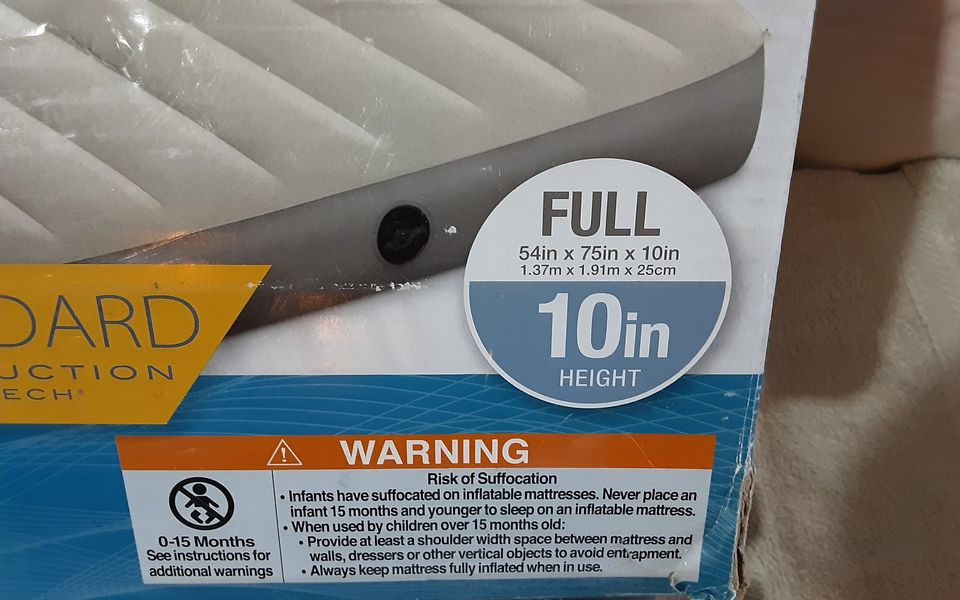 FULL
54in x 75in x 10in
1.37m x 1.91m x 25cm
10in
HEIGHT
DARD
UCTION
ECH®
WARNING
Risk of Suffocation
• Infants have suffocated on inflatable mattresses. Never place an
infant 15 months and younger to sleep on an inflatable mattress.
• When used by children over 15 months old:
• Provide at least a shoulder width space between mattress and
walls, dressers or other vertical objects to avoid entrapment.
• Always keep mattress fully inflated when in use.
0-15 Months
See instructions for
additional warnings